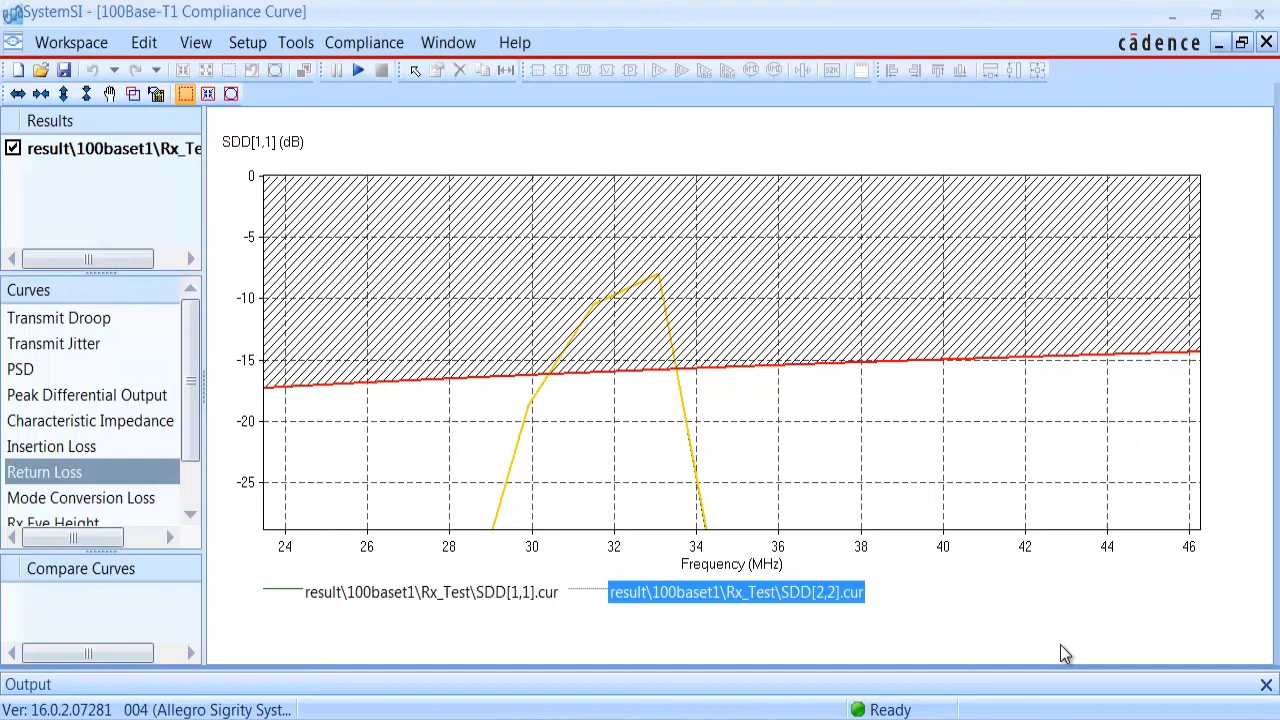 SystemSI - [100Base-T1 Compliance Curve]
Workspace Edit View Setup Tools Compliance Window Help
cādence
Results
result\100baset1\Rx_Te
Curves
Transmit Droop
Transmit Jitter
PSD
Peak Differential Output
Characteristic Impedance
Insertion Loss
Return Loss
Mode Conversion Loss
Rx Eye Height
Compare Curves
SDD[1,1] (dB)
0
-5
-10
-15
-20
-25
24 26 28 30 32 34 36 38 40 42 44 46
Frequency (MHz)
result\100baset1\Rx_Test\SDD[1,1].cur result\100baset1\Rx_Test\SDD[2,2].cur
Output
Ver: 16.0.2.07281 004 (Allegro Sigrity Syst... Ready